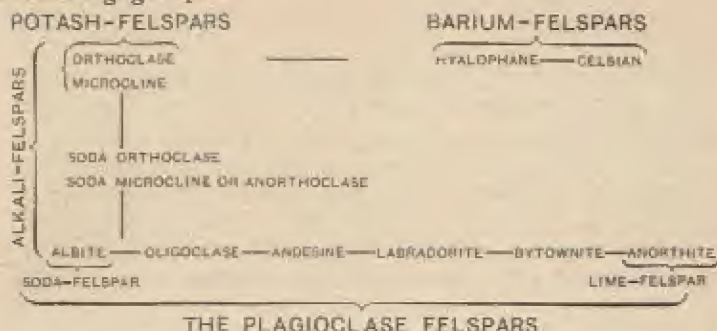 POTASH-FELSPARS BARIUM-FELSPARS
ORTHOCLASE HYALOPHANE CELSIAN
MICROCLINE
ALKALI-FELSPARS
SODA ORTHOCLASE
SODA MICROCLINE OR ANORTHOCLASE
ALBITE OLIGOCLASE ANDESINE LABRADORITE BYTOWNITE ANORTHITE
SODA-FELSPAR LIME-FELSPAR
THE PLAGIOCLASE FELSPARS